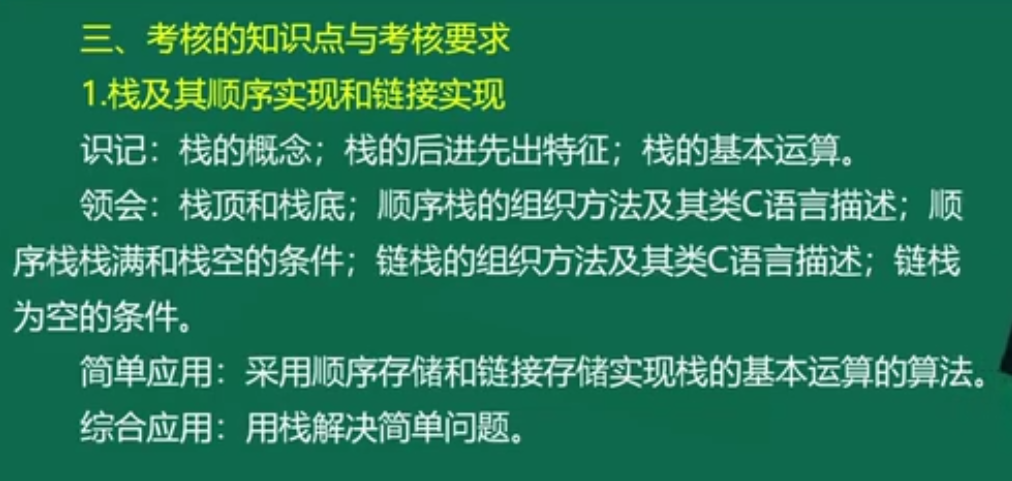 三、考核的知识点与考核要求
1.栈及其顺序实现和链接实现
识记：栈的概念；栈的后进先出特征；栈的基本运算。
领会：栈顶和栈底；顺序栈的组织方法及其类C语言描述；顺
序栈栈满和栈空的条件；链栈的组织方法及其类C语言描述；链栈
为空的条件。
简单应用：采用顺序存储和链接存储实现栈的基本运算的算法。
综合应用：用栈解决简单问题。